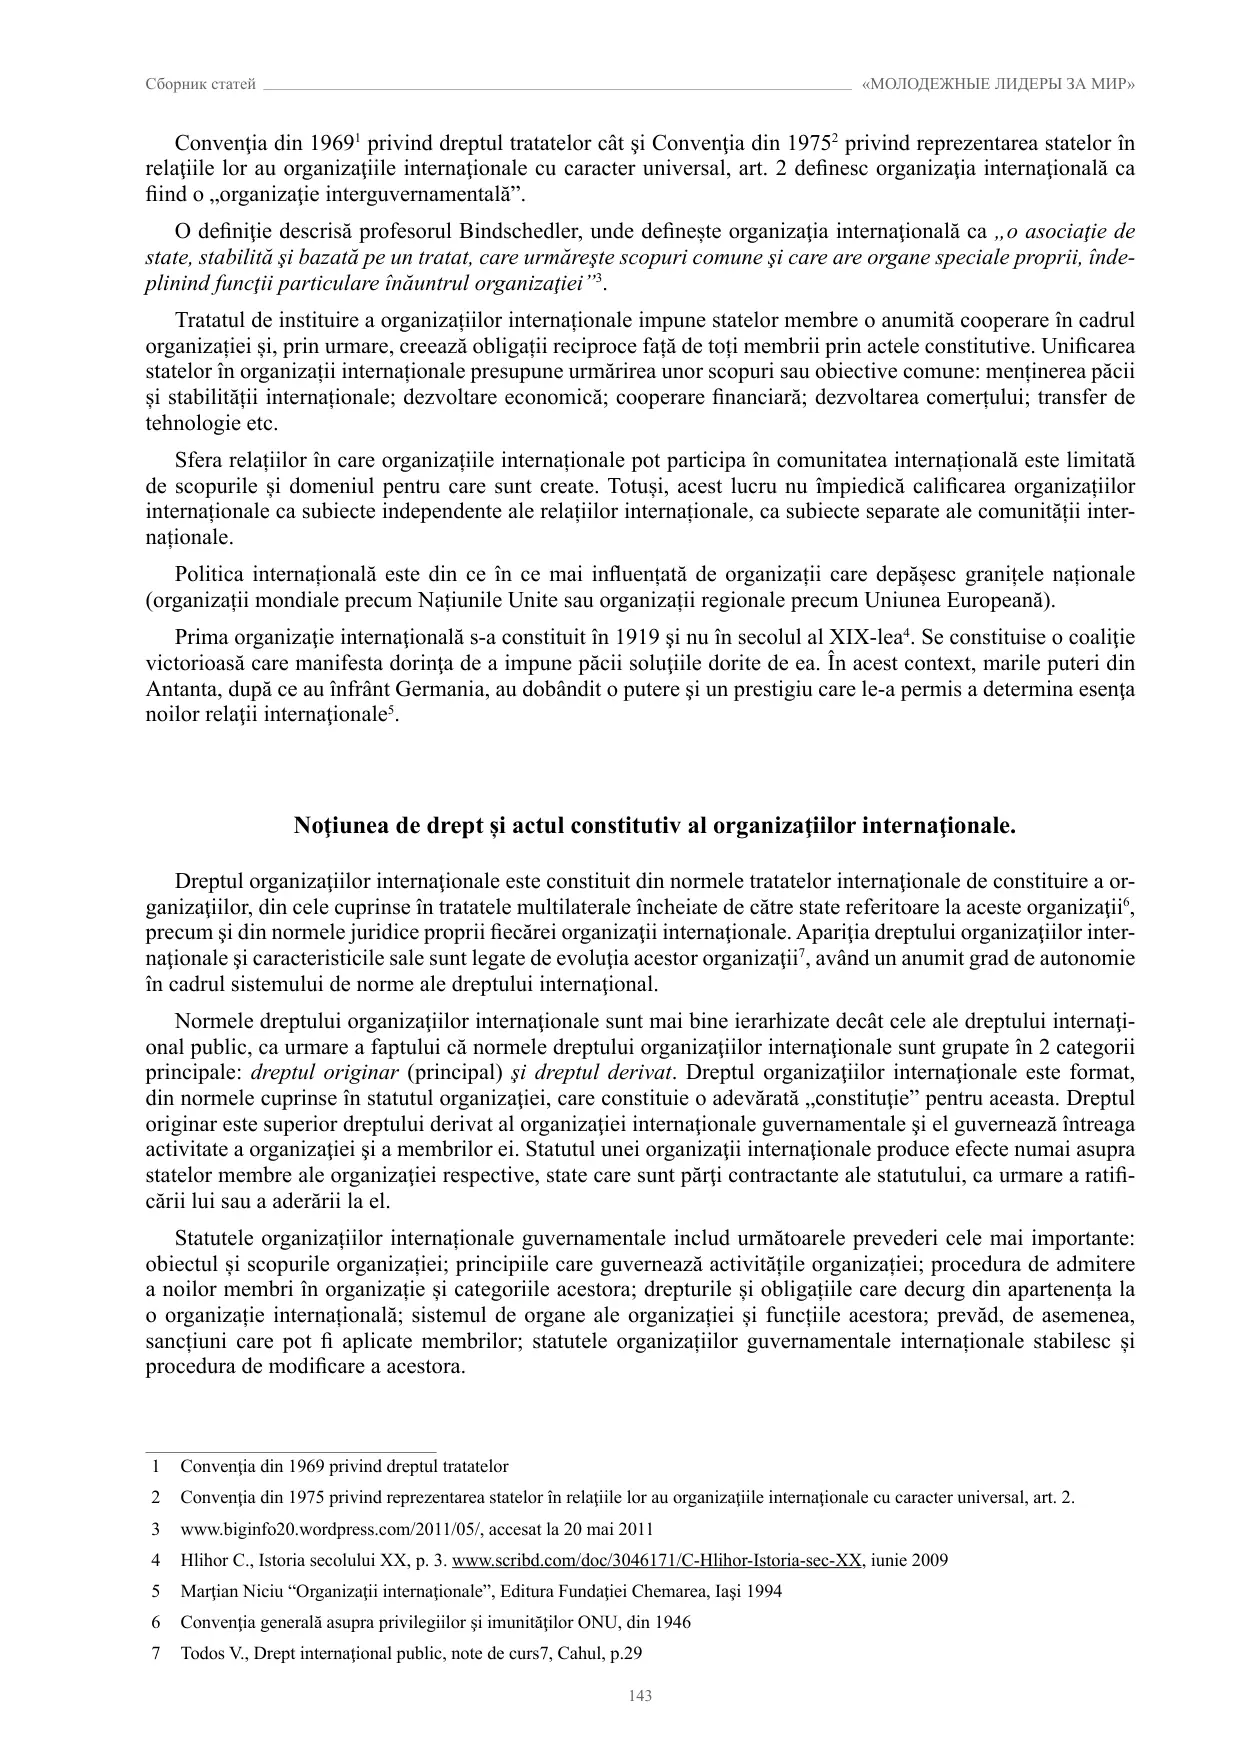 Сборник статей «МОЛОДЕЖНЫЕ ЛИДЕРЫ ЗА МИР»
Convenţia din 1969¹ privind dreptul tratatelor cât şi Convenţia din 1975² privind reprezentarea statelor în
relaţiile lor au organizaţiile internaţionale cu caracter universal, art. 2 definesc organizaţia internaţională ca
fiind o „organizaţie interguvernamentală”.
O definiţie descrisă profesorul Bindschedler, unde definește organizaţia internaţională ca „o asociaţie de
state, stabilită şi bazată pe un tratat, care urmăreşte scopuri comune şi care are organe speciale proprii, înde-
plinind funcţii particulare înăuntrul organizaţiei”³.
Tratatul de instituire a organizațiilor internaționale impune statelor membre o anumită cooperare în cadrul
organizației și, prin urmare, creează obligații reciproce față de toți membrii prin actele constitutive. Unificarea
statelor în organizații internaționale presupune urmărirea unor scopuri sau obiective comune: menținerea păcii
și stabilității internaționale; dezvoltare economică; cooperare financiară; dezvoltarea comerțului; transfer de
tehnologie etc.
Sfera relațiilor în care organizațiile internaționale pot participa în comunitatea internațională este limitată
de scopurile și domeniul pentru care sunt create. Totuși, acest lucru nu împiedică calificarea organizațiilor
internaționale ca subiecte independente ale relațiilor internaționale, ca subiecte separate ale comunității inter-
naționale.
Politica internațională este din ce în ce mai influențată de organizații care depășesc granițele naționale
(organizații mondiale precum Națiunile Unite sau organizații regionale precum Uniunea Europeană).
Prima organizaţie internaţională s-a constituit în 1919 şi nu în secolul al XIX-lea⁴. Se constituise o coaliţie
victorioasă care manifesta dorinţa de a impune păcii soluţiile dorite de ea. În acest context, marile puteri din
Antanta, după ce au înfrânt Germania, au dobândit o putere şi un prestigiu care le-a permis a determina esenţa
noilor relaţii internaţionale⁵.
Noţiunea de drept și actul constitutiv al organizaţiilor internaţionale.
Dreptul organizaţiilor internaţionale este constituit din normele tratatelor internaţionale de constituire a or-
ganizaţiilor, din cele cuprinse în tratatele multilaterale încheiate de către state referitoare la aceste organizaţii⁶,
precum şi din normele juridice proprii fiecărei organizaţii internaţionale. Apariţia dreptului organizaţiilor inter-
naţionale şi caracteristicile sale sunt legate de evoluţia acestor organizaţii⁷, având un anumit grad de autonomie
în cadrul sistemului de norme ale dreptului internaţional.
Normele dreptului organizaţiilor internaţionale sunt mai bine ierarhizate decât cele ale dreptului internaţi-
onal public, ca urmare a faptului că normele dreptului organizaţiilor internaţionale sunt grupate în 2 categorii
principale: dreptul originar (principal) şi dreptul derivat. Dreptul organizaţiilor internaţionale este format,
din normele cuprinse în statutul organizaţiei, care constituie o adevărată „constituţie” pentru aceasta. Dreptul
originar este superior dreptului derivat al organizaţiei internaţionale guvernamentale şi el guvernează întreaga
activitate a organizaţiei şi a membrilor ei. Statutul unei organizaţii internaţionale produce efecte numai asupra
statelor membre ale organizaţiei respective, state care sunt părţi contractante ale statutului, ca urmare a ratifi-
cării lui sau a aderării la el.
Statutele organizațiilor internaționale guvernamentale includ următoarele prevederi cele mai importante:
obiectul și scopurile organizației; principiile care guvernează activitățile organizației; procedura de admitere
a noilor membri în organizație și categoriile acestora; drepturile și obligațiile care decurg din apartenența la
o organizație internațională; sistemul de organe ale organizației și funcțiile acestora; prevăd, de asemenea,
sancțiuni care pot fi aplicate membrilor; statutele organizațiilor guvernamentale internaționale stabilesc și
procedura de modificare a acestora.
1 Convenţia din 1969 privind dreptul tratatelor
2 Convenţia din 1975 privind reprezentarea statelor în relaţiile lor au organizaţiile internaţionale cu caracter universal, art. 2.
3 www.biginfo20.wordpress.com/2011/05/, accesat la 20 mai 2011
4 Hlihor C., Istoria secolului XX, p. 3. www.scribd.com/doc/3046171/C-Hlihor-Istoria-sec-XX, iunie 2009
5 Marţian Niciu “Organizaţii internaţionale”, Editura Fundaţiei Chemarea, Iaşi 1994
6 Convenţia generală asupra privilegiilor şi imunităţilor ONU, din 1946
7 Todos V., Drept internaţional public, note de curs7, Cahul, p.29
143